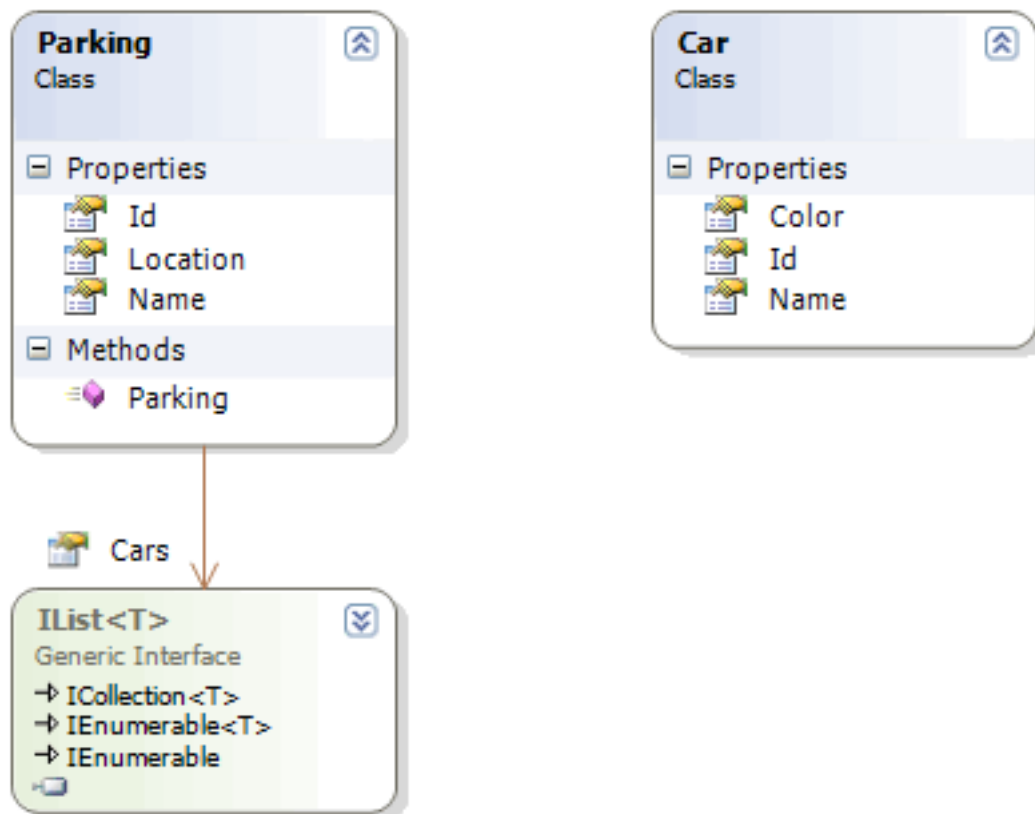 Parking
Class
Properties
Id
Location
Name
Methods
Parking
Cars
IList<T>
Generic Interface
ICollection<T>
IEnumerable<T>
IEnumerable
Car
Class
Properties
Color
Id
Name